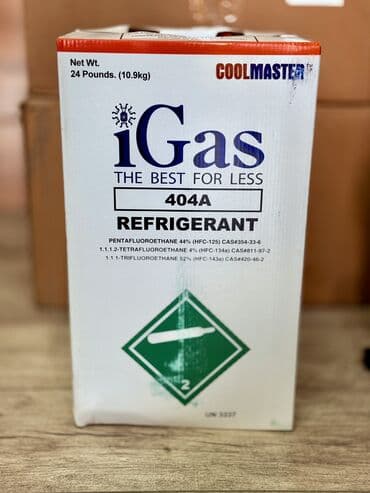 Net Wt.
24 Pounds. (10.9kg)
COOLMASTER
iGas
THE BEST FOR LESS
404A
REFRIGERANT
PENTAFLUOROETHANE 44% (HFC-125) CAS#354-33-6
1.1.1.2-TETRAFLUOROETHANE 4% (HFC-134a) CAS#811-97-2
1.1.1-TRIFLUOROETHANE 52% (HFC-143a) CAS#420-46-2
2
UN 3337